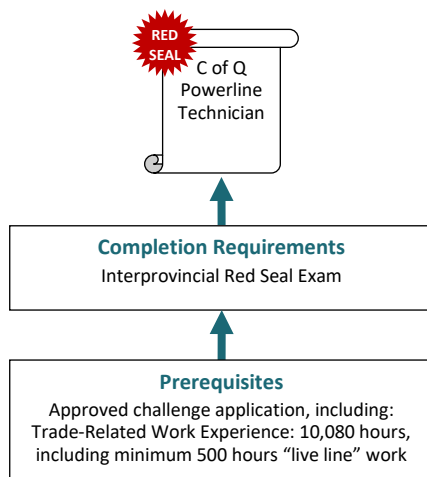 RED
SEAL
C of Q
Powerline
Technician
Completion Requirements
Interprovincial Red Seal Exam
Prerequisites
Approved challenge application, including:
Trade-Related Work Experience: 10,080 hours,
including minimum 500 hours “live line” work